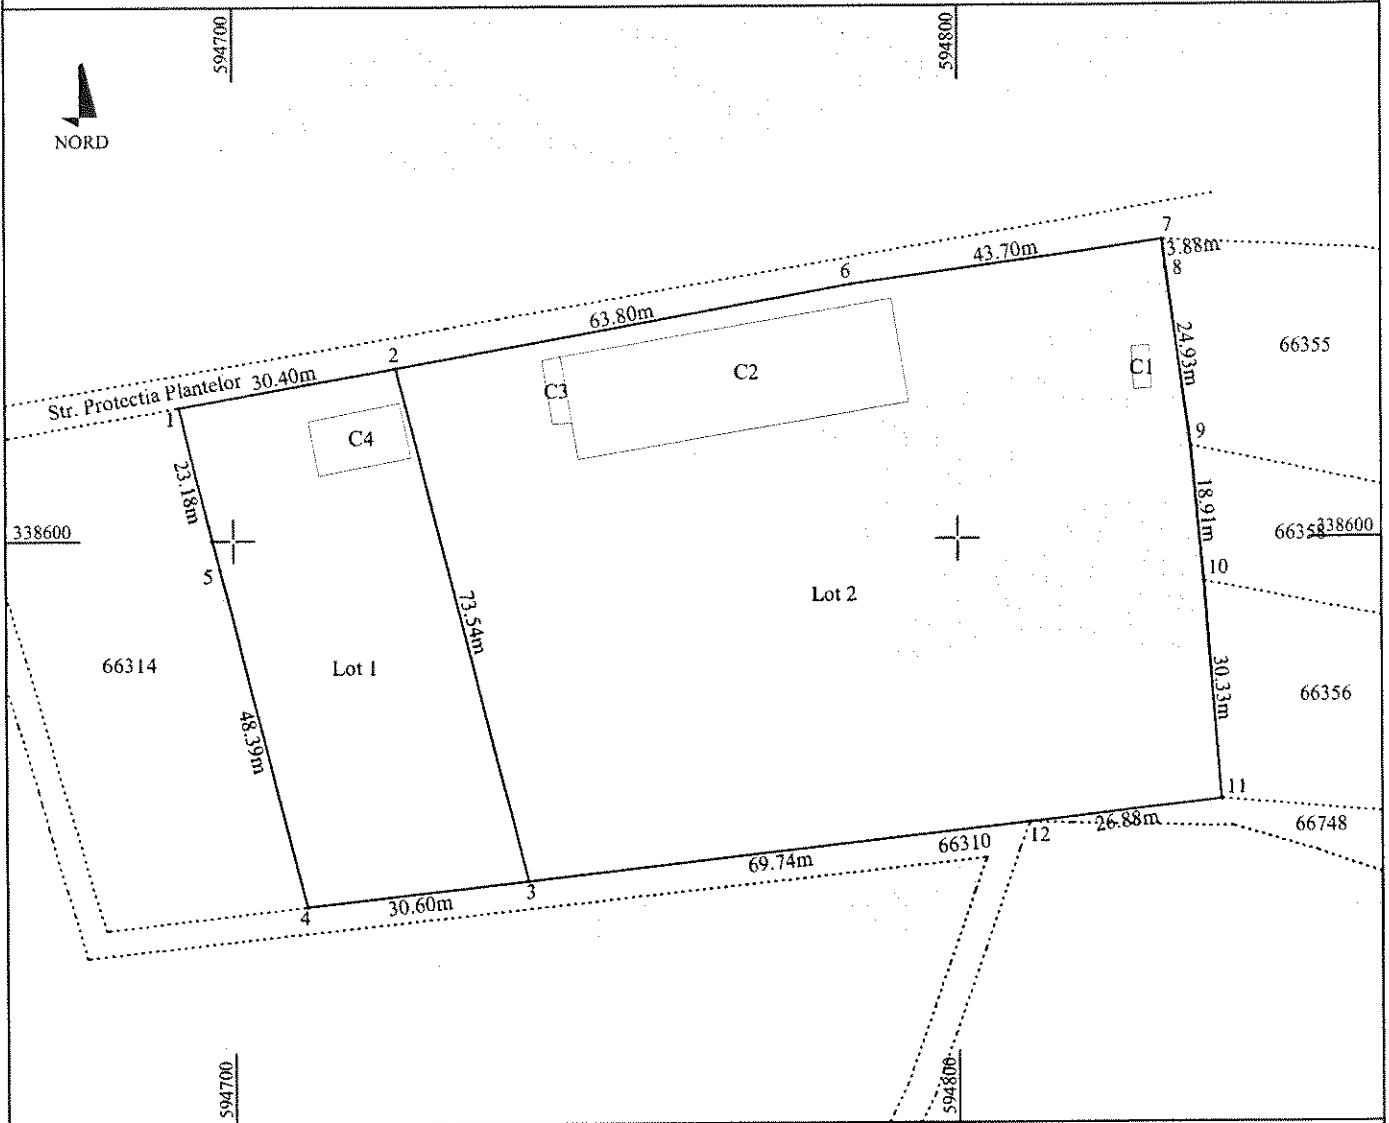 594700
594800
NORD
7
3.88m
8
43.70m
6
63.80m
24.93m
66355
2
Str. Protectia Plantelor
30.40m
1
C3
C2
C1
C4
9
23.18m
18.91m
338600
66358
338600
5
10
73.54m
Lot 2
66314
Lot 1
30.33m
66356
48.39m
11
66748
26.88m
12
66310
69.74m
3
30.60m
4
594700
594800